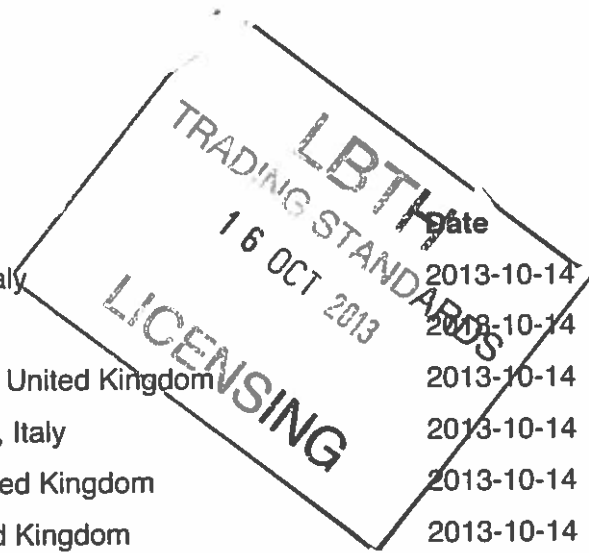 LBTH
TRADING STANDARDS
16 OCT 2013
LICENSING
Date
aly 2013-10-14
2013-10-14
United Kingdom 2013-10-14
, Italy 2013-10-14
ed Kingdom 2013-10-14
d Kingdom 2013-10-14